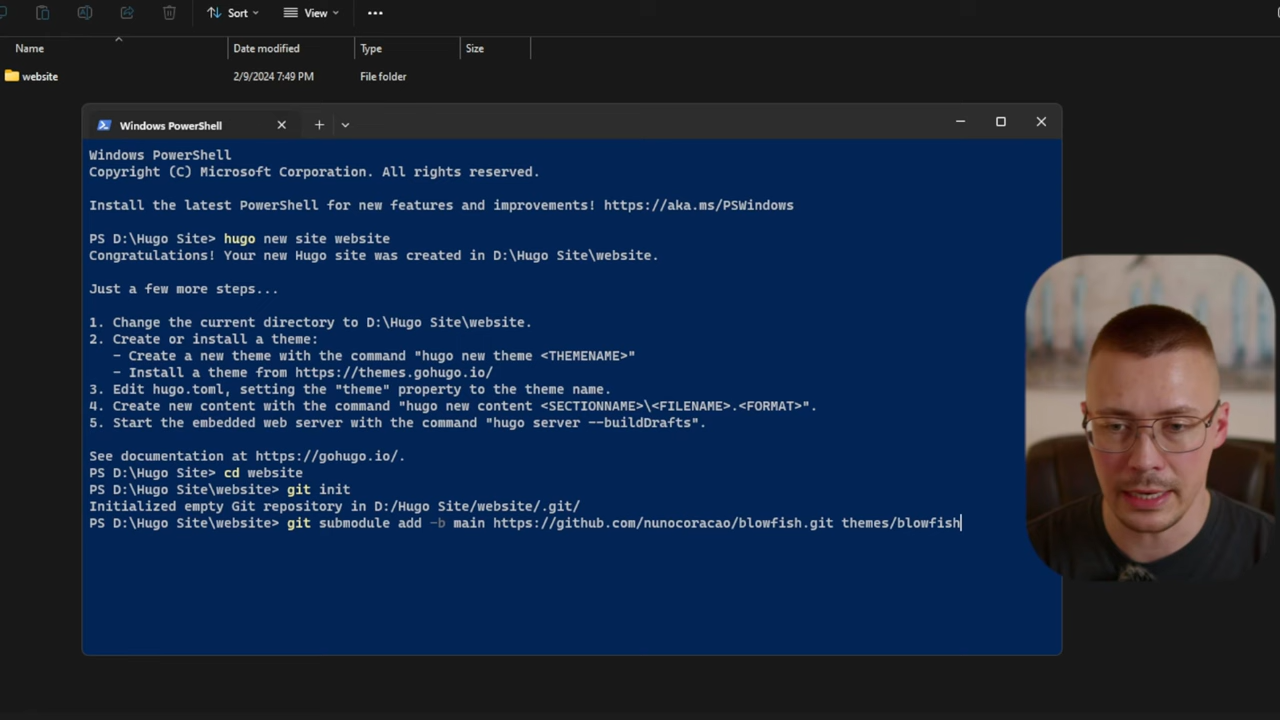 Sort
View
Name
Date modified
Type
Size
website
2/9/2024 7:49 PM
File folder
Windows PowerShell
Windows PowerShell
Copyright (C) Microsoft Corporation. All rights reserved.
Install the latest PowerShell for new features and improvements! https://aka.ms/PSWindows
PS D:\Hugo Site> hugo new site website
Congratulations! Your new Hugo site was created in D:\Hugo Site\website.
Just a few more steps...
1. Change the current directory to D:\Hugo Site\website.
2. Create or install a theme:
- Create a new theme with the command "hugo new theme <THEMENAME>"
- Install a theme from https://themes.gohugo.io/
3. Edit hugo.toml, setting the "theme" property to the theme name.
4. Create new content with the command "hugo new content <SECTIONNAME>\<FILENAME>.<FORMAT>".
5. Start the embedded web server with the command "hugo server --buildDrafts".
See documentation at https://gohugo.io/.
PS D:\Hugo Site> cd website
PS D:\Hugo Site\website> git init
Initialized empty Git repository in D:/Hugo Site/website/.git/
PS D:\Hugo Site\website> git submodule add -b main https://github.com/nunocoracao/blowfish.git themes/blowfish